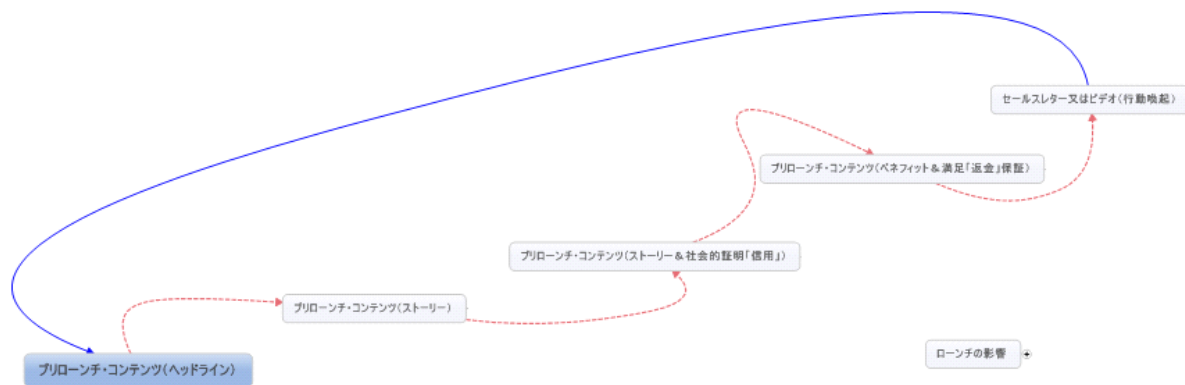 セールスレター又はビデオ(行動喚起)
プリローンチ・コンテンツ(ベネフィット&満足「返金」保証)
プリローンチ・コンテンツ(ストーリー&社会的証明「信用」)
プリローンチ・コンテンツ(ストーリー)
ローンチの影響
プリローンチ・コンテンツ(ヘッドライン)